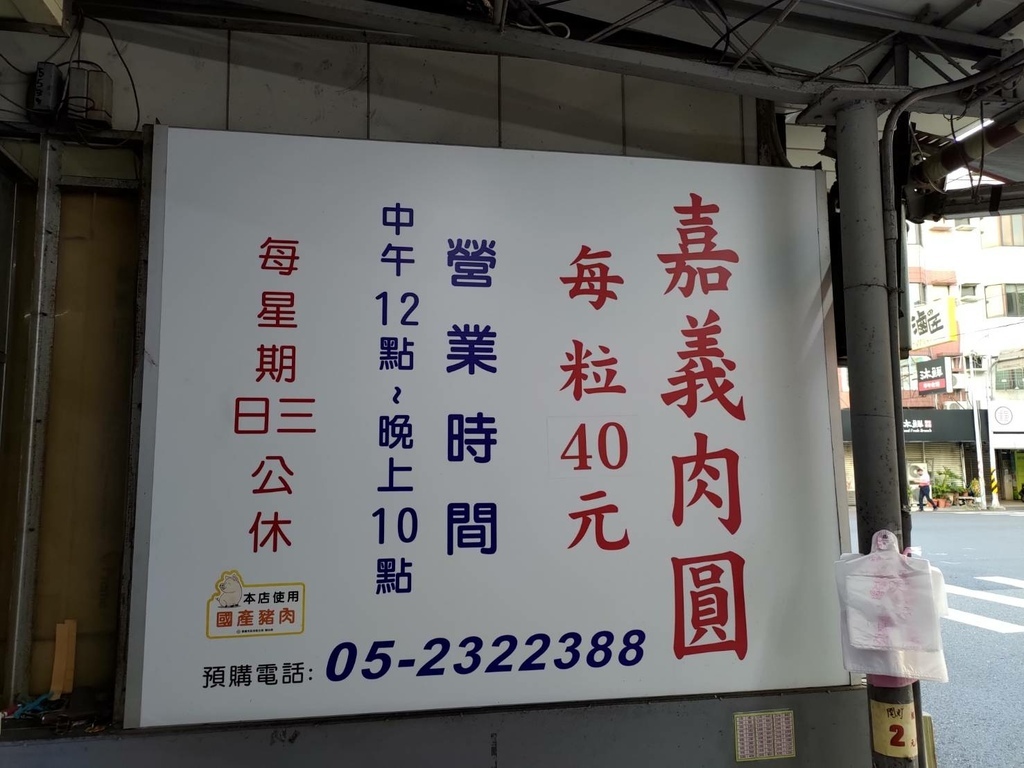 嘉義肉圓
每粒40元
營業時間
中午12點~晚上10點
每星期
日三
公休
本店使用
國產豬肉
預購電話: 05-2322388
2